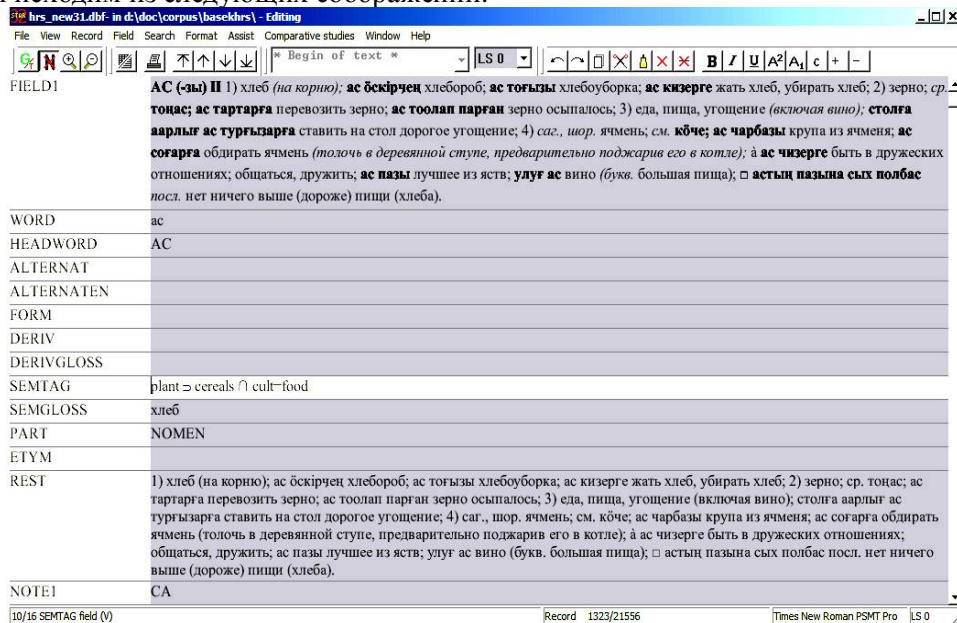 исходим из следующих соображений.
hrs_new31.dbf- in d:\doc\corpus\basekhrs\ - Editing
File View Record Field Search Format Assist Comparative studies Window Help
* Begin of text * LS 0 B I U A² A₁ c + -
FIELD1 АС (-зы) II 1) хлеб (на корню); ас öскірчең хлебороб; ас тоғызы хлебоуборка; ас кизерге жать хлеб, убирать хлеб; 2) зерно; ср.
тоңас; ас тартарға перевозить зерно; ас тоолап парған зерно осыпалось; 3) еда, пища, угощение (включая вино); столға
аарлығ ас турғызарға ставить на стол дорогое угощение; 4) саг., шор. ячмень; см. кöче; ас чарбазы крупа из ячменя; ас
соғарға обдирать ячмень (толочь в деревянной ступе, предварительно поджарив его в котле); à ас чизерге быть в дружеских
отношениях; общаться, дружить; ас пазы лучшее из яств; улуғ ас вино (букв. большая пища); □ астың пазына сых полбас
посл. нет ничего выше (дороже) пищи (хлеба).
WORD ас
HEADWORD АС
ALTERNAT
ALTERNATEN
FORM
DERIV
DERIVGLOSS
SEMTAG plant ⊃ cereals ∩ cult-food
SEMGLOSS хлеб
PART NOMEN
ETYM
REST 1) хлеб (на корню); ас öскірчең хлебороб; ас тоғызы хлебоуборка; ас кизерге жать хлеб, убирать хлеб; 2) зерно; ср. тоңас; ас
тартарға перевозить зерно; ас тоолап парған зерно осыпалось; 3) еда, пища, угощение (включая вино); столға аарлығ ас
турғызарға ставить на стол дорогое угощение; 4) саг., шор. ячмень; см. кöче; ас чарбазы крупа из ячменя; ас соғарға обдирать
ячмень (толочь в деревянной ступе, предварительно поджарив его в котле); à ас чизерге быть в дружеских отношениях;
общаться, дружить; ас пазы лучшее из яств; улуғ ас вино (букв. большая пища); □ астың пазына сых полбас посл. нет ничего
выше (дороже) пищи (хлеба).
NOTE1 СА
10/16 SEMTAG field (V) Record 1323/21556 Times New Roman PSMT Pro LS 0